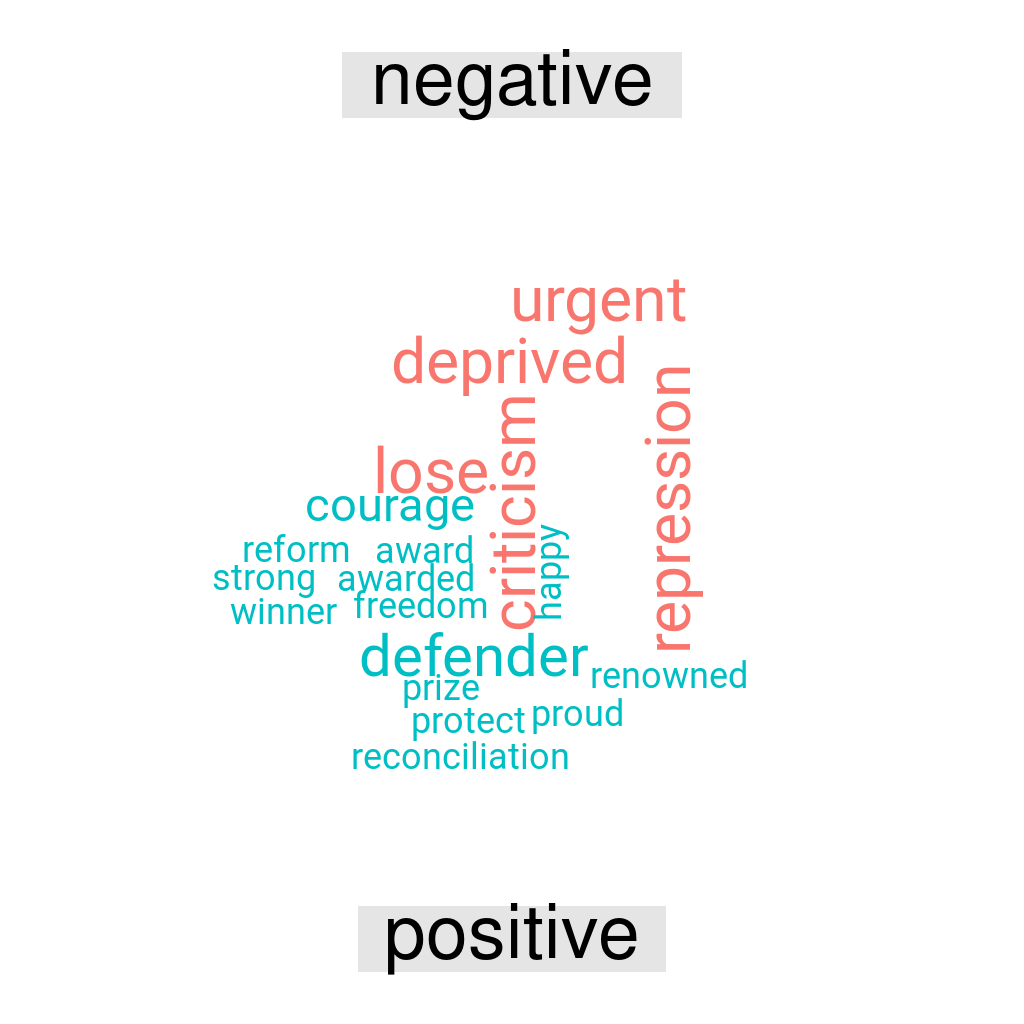 negative
urgent
deprived
repression
criticism
lose
courage
happy
reform award
strong awarded
winner freedom
defender
renowned
prize
protect proud
reconciliation
positive